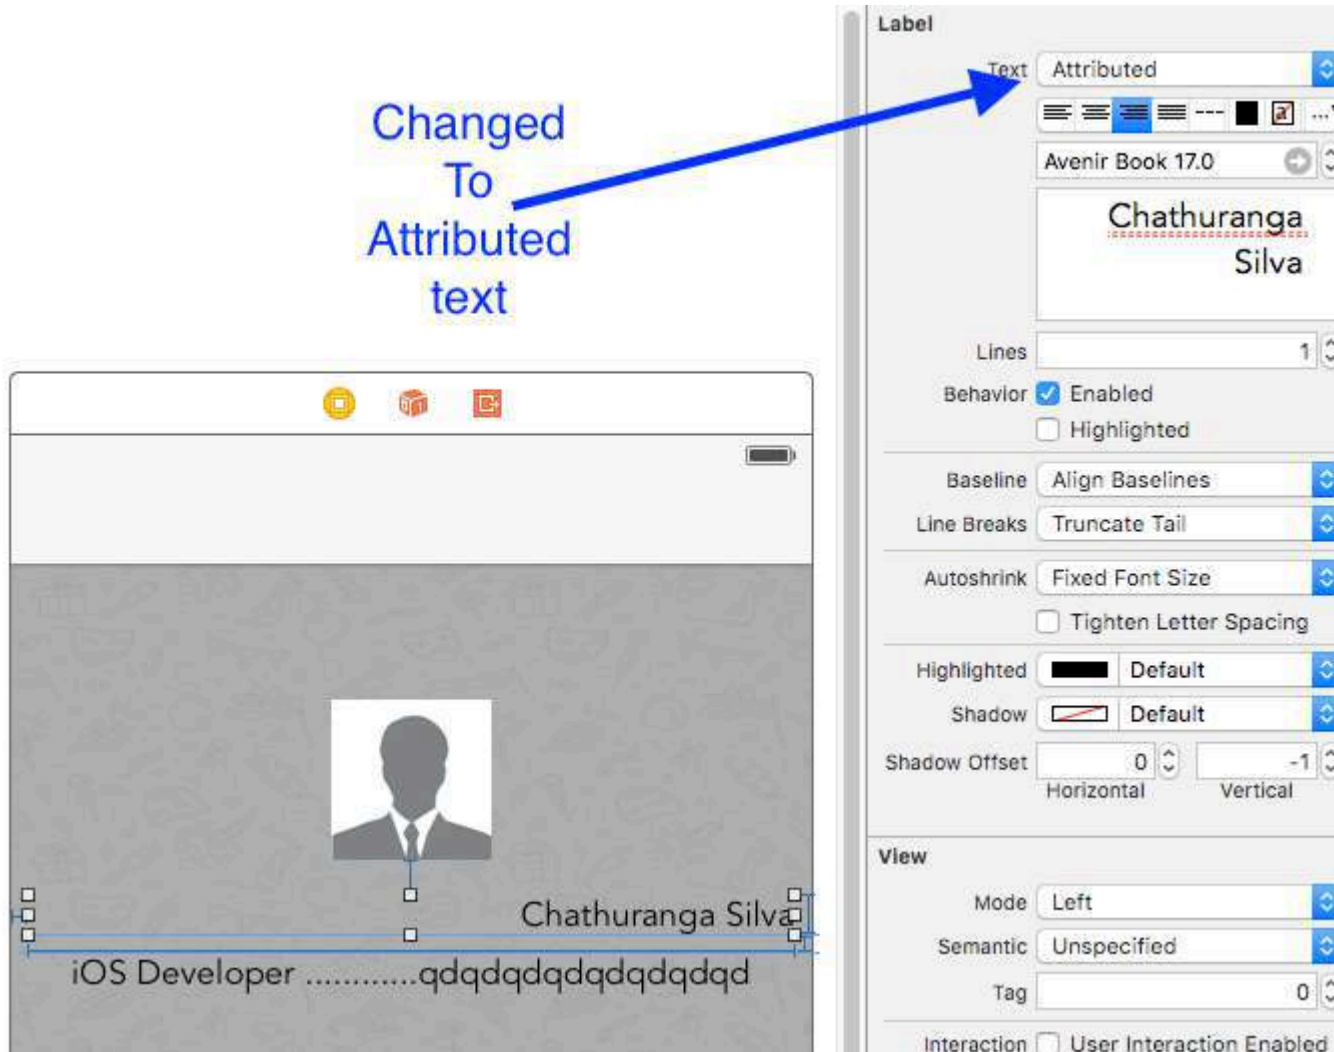 Changed
To
Attributed
text
Chathuranga Silva
iOS Developer ............qdqdqdqdqdqdqdqd
Label
Text Attributed
Avenir Book 17.0
Chathuranga
Silva
Lines 1
Behavior Enabled
Highlighted
Baseline Align Baselines
Line Breaks Truncate Tail
Autoshrink Fixed Font Size
Tighten Letter Spacing
Highlighted Default
Shadow Default
Shadow Offset 0 -1
Horizontal Vertical
View
Mode Left
Semantic Unspecified
Tag 0
Interaction User Interaction Enabled